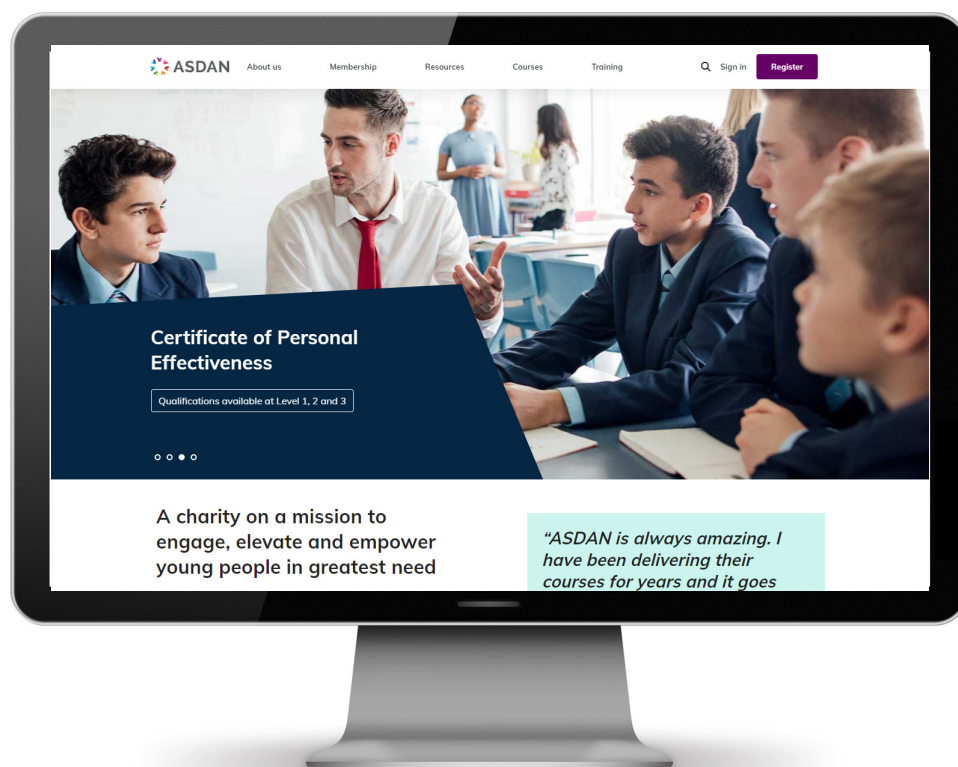 ASDAN
About us Membership Resources Courses Training Sign in Register
Certificate of Personal
Effectiveness
Qualifications available at Level 1, 2 and 3
A charity on a mission to
engage, elevate and empower
young people in greatest need
“ASDAN is always amazing. I
have been delivering their
courses for years and it goes